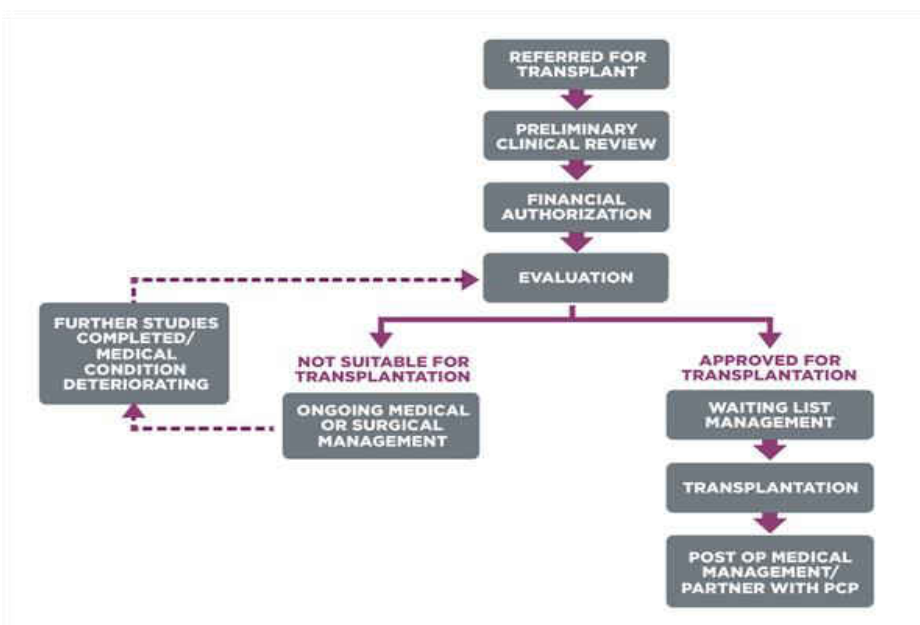 REFERRED FOR
TRANSPLANT
PRELIMINARY
CLINICAL REVIEW
FINANCIAL
AUTHORIZATION
EVALUATION
FURTHER STUDIES
COMPLETED/
MEDICAL
CONDITION
DETERIORATING
NOT SUITABLE FOR
TRANSPLANTATION
ONGOING MEDICAL
OR SURGICAL
MANAGEMENT
APPROVED FOR
TRANSPLANTATION
WAITING LIST
MANAGEMENT
TRANSPLANTATION
POST OP MEDICAL
MANAGEMENT/
PARTNER WITH PCP